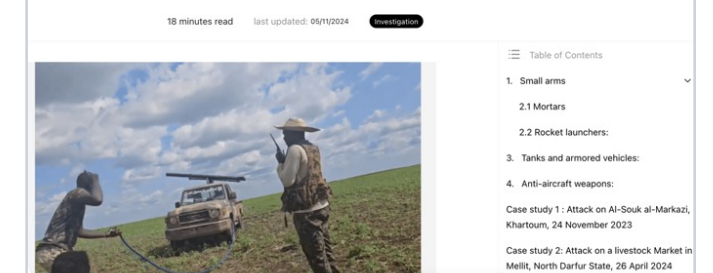 18 minutes read
last updated: 05/11/2024
Investigation
Table of Contents
1. Small arms
2.1 Mortars
2.2 Rocket launchers:
3. Tanks and armored vehicles:
4. Anti-aircraft weapons:
Case study 1 : Attack on Al-Souk al-Markazi,
Khartoum, 24 November 2023
Case study 2: Attack on a livestock Market in
Mellit, North Darfur State, 26 April 2024